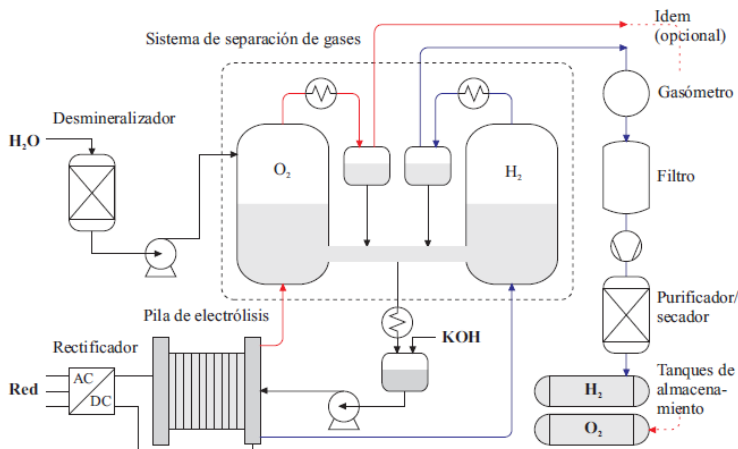 Sistema de separación de gases
Idem
(opcional)
Desmineralizador
H₂O
O₂
H₂
Gasómetro
Filtro
Pila de electrólisis
KOH
Purificador/
secador
Rectificador
Red
AC
DC
Tanques de
almacena-
miento
H₂
O₂